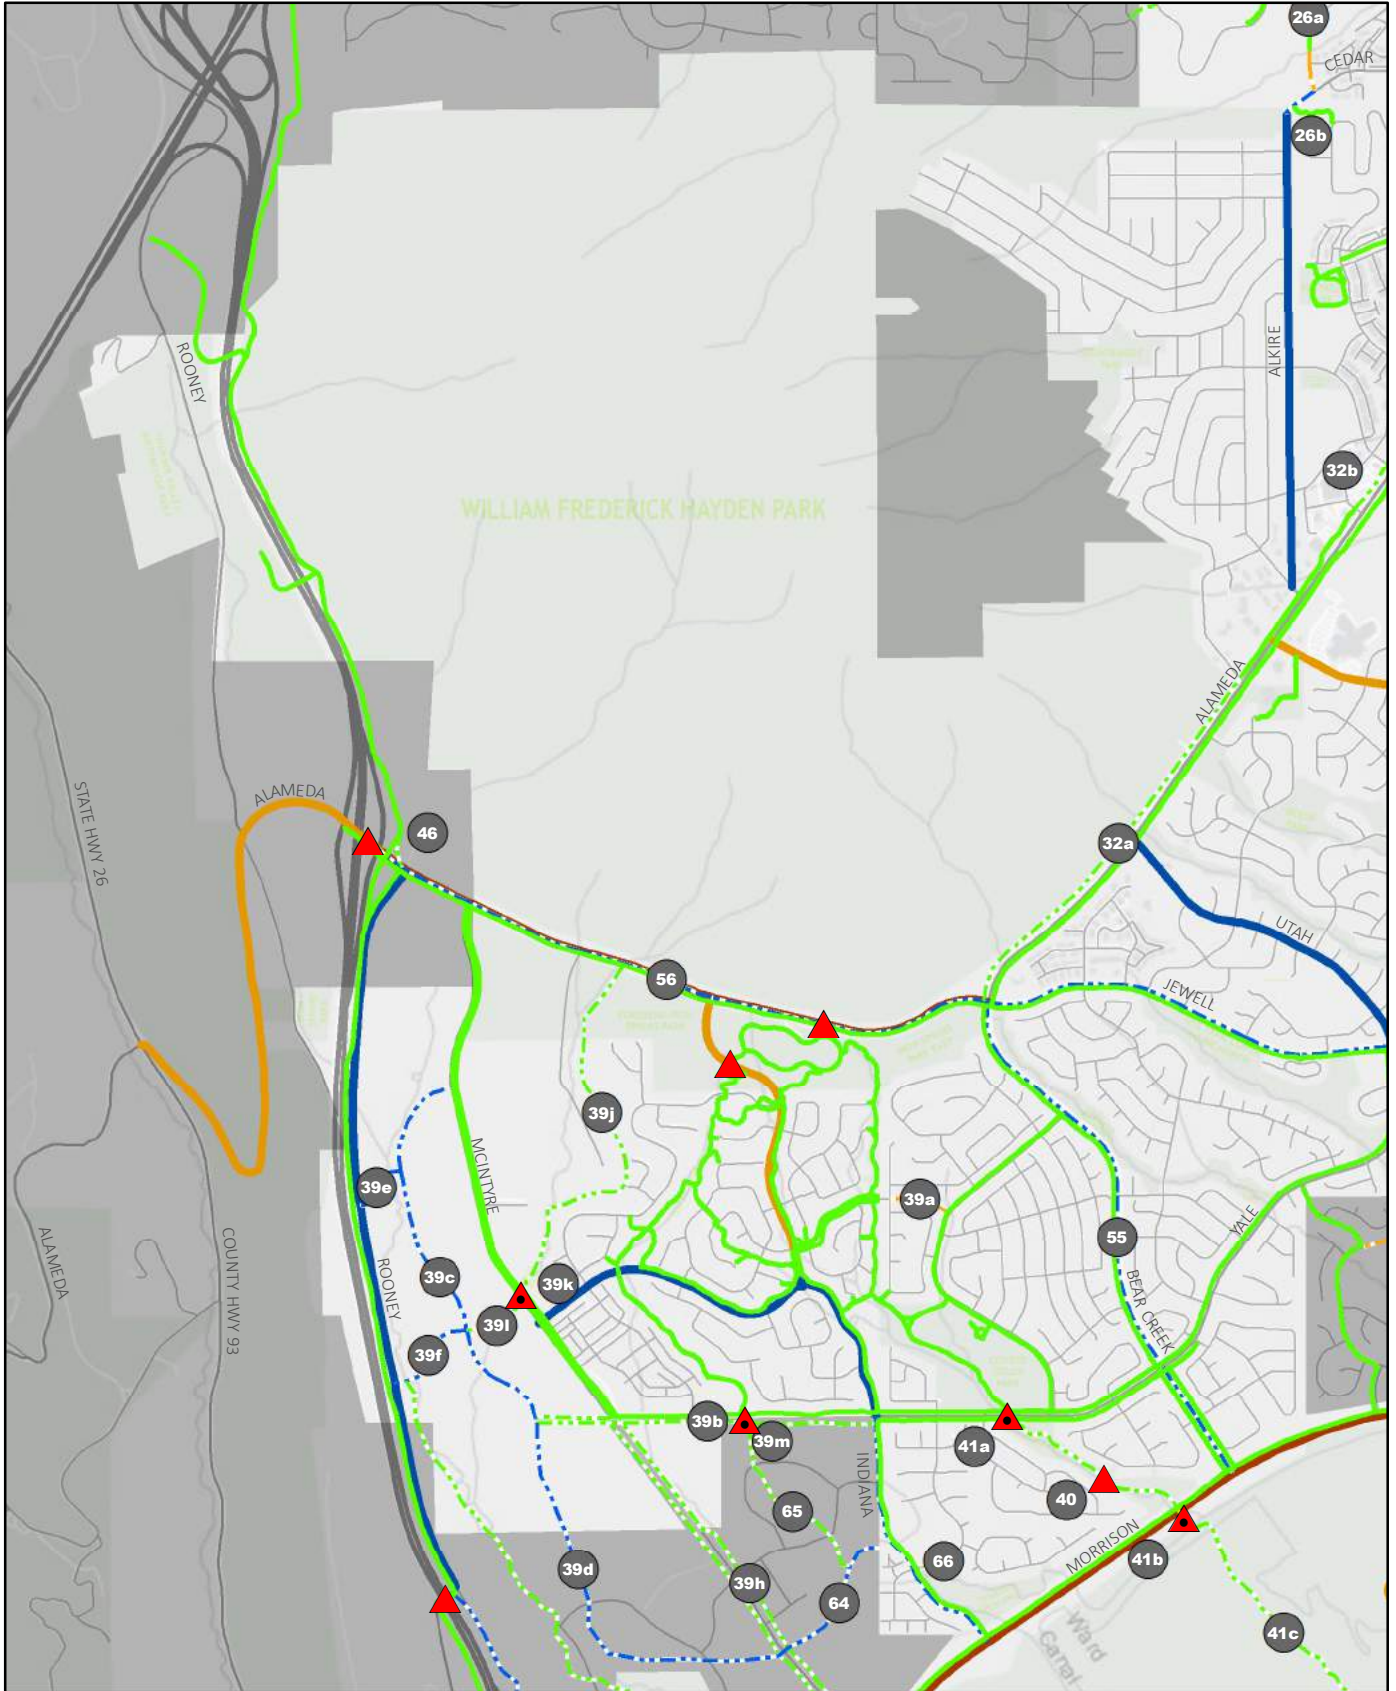 26a
CEDAR
26b
ROONEY
ALKIRE
32b
WILLIAM FREDERICK HAYDEN PARK
ALAMEDA
STATE HWY 26
ALAMEDA
46
32a
UTAH
56
JEWELL
39j
MCINTYRE
39e
39a
YALE
55
ALAMEDA
COUNTY HWY 93
ROONEY
39c
39k
BEAR CREEK
39l
39f
39b
39m
41a
INDIANA
40
65
MORRISON
39d
39h
66
41b
64
Ward
Canal
41c